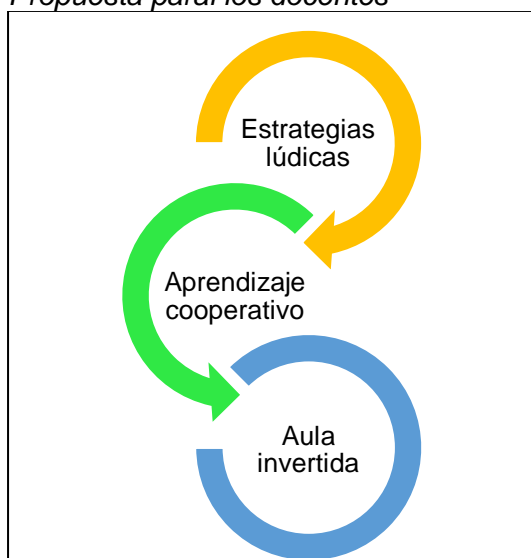 Propuesta para los docentes
Estrategias
lúdicas
Aprendizaje
cooperativo
Aula
invertida